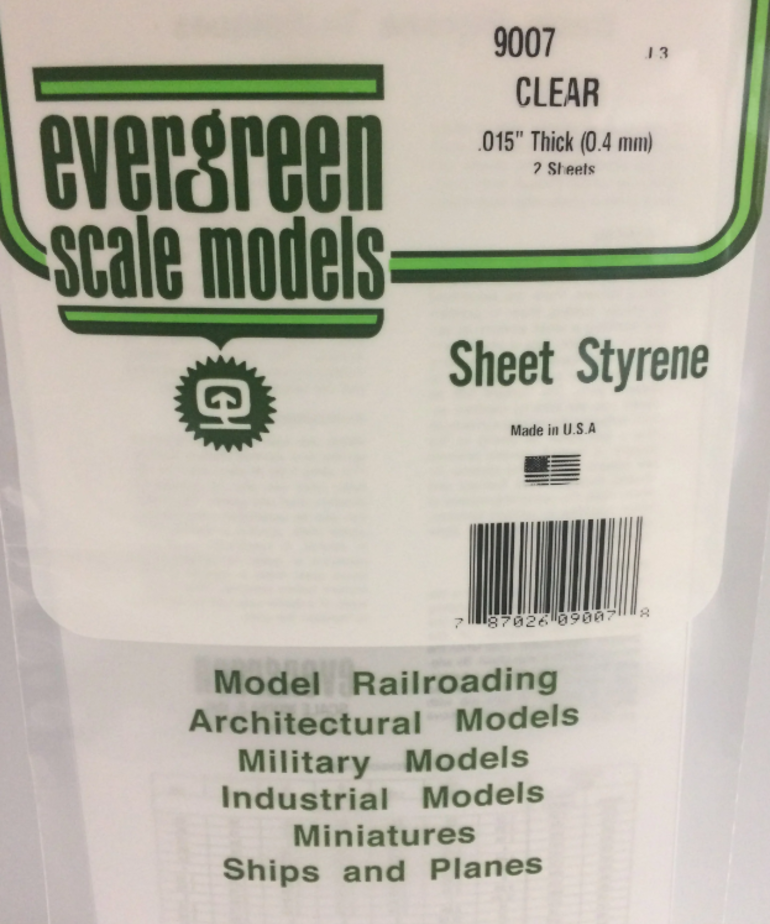 9007 J 3
CLEAR
.015" Thick (0.4 mm)
2 Sheets
evergreen
scale models
Sheet Styrene
Made in U.S.A
7 87026 09007 8
Model Railroading
Architectural Models
Military Models
Industrial Models
Miniatures
Ships and Planes